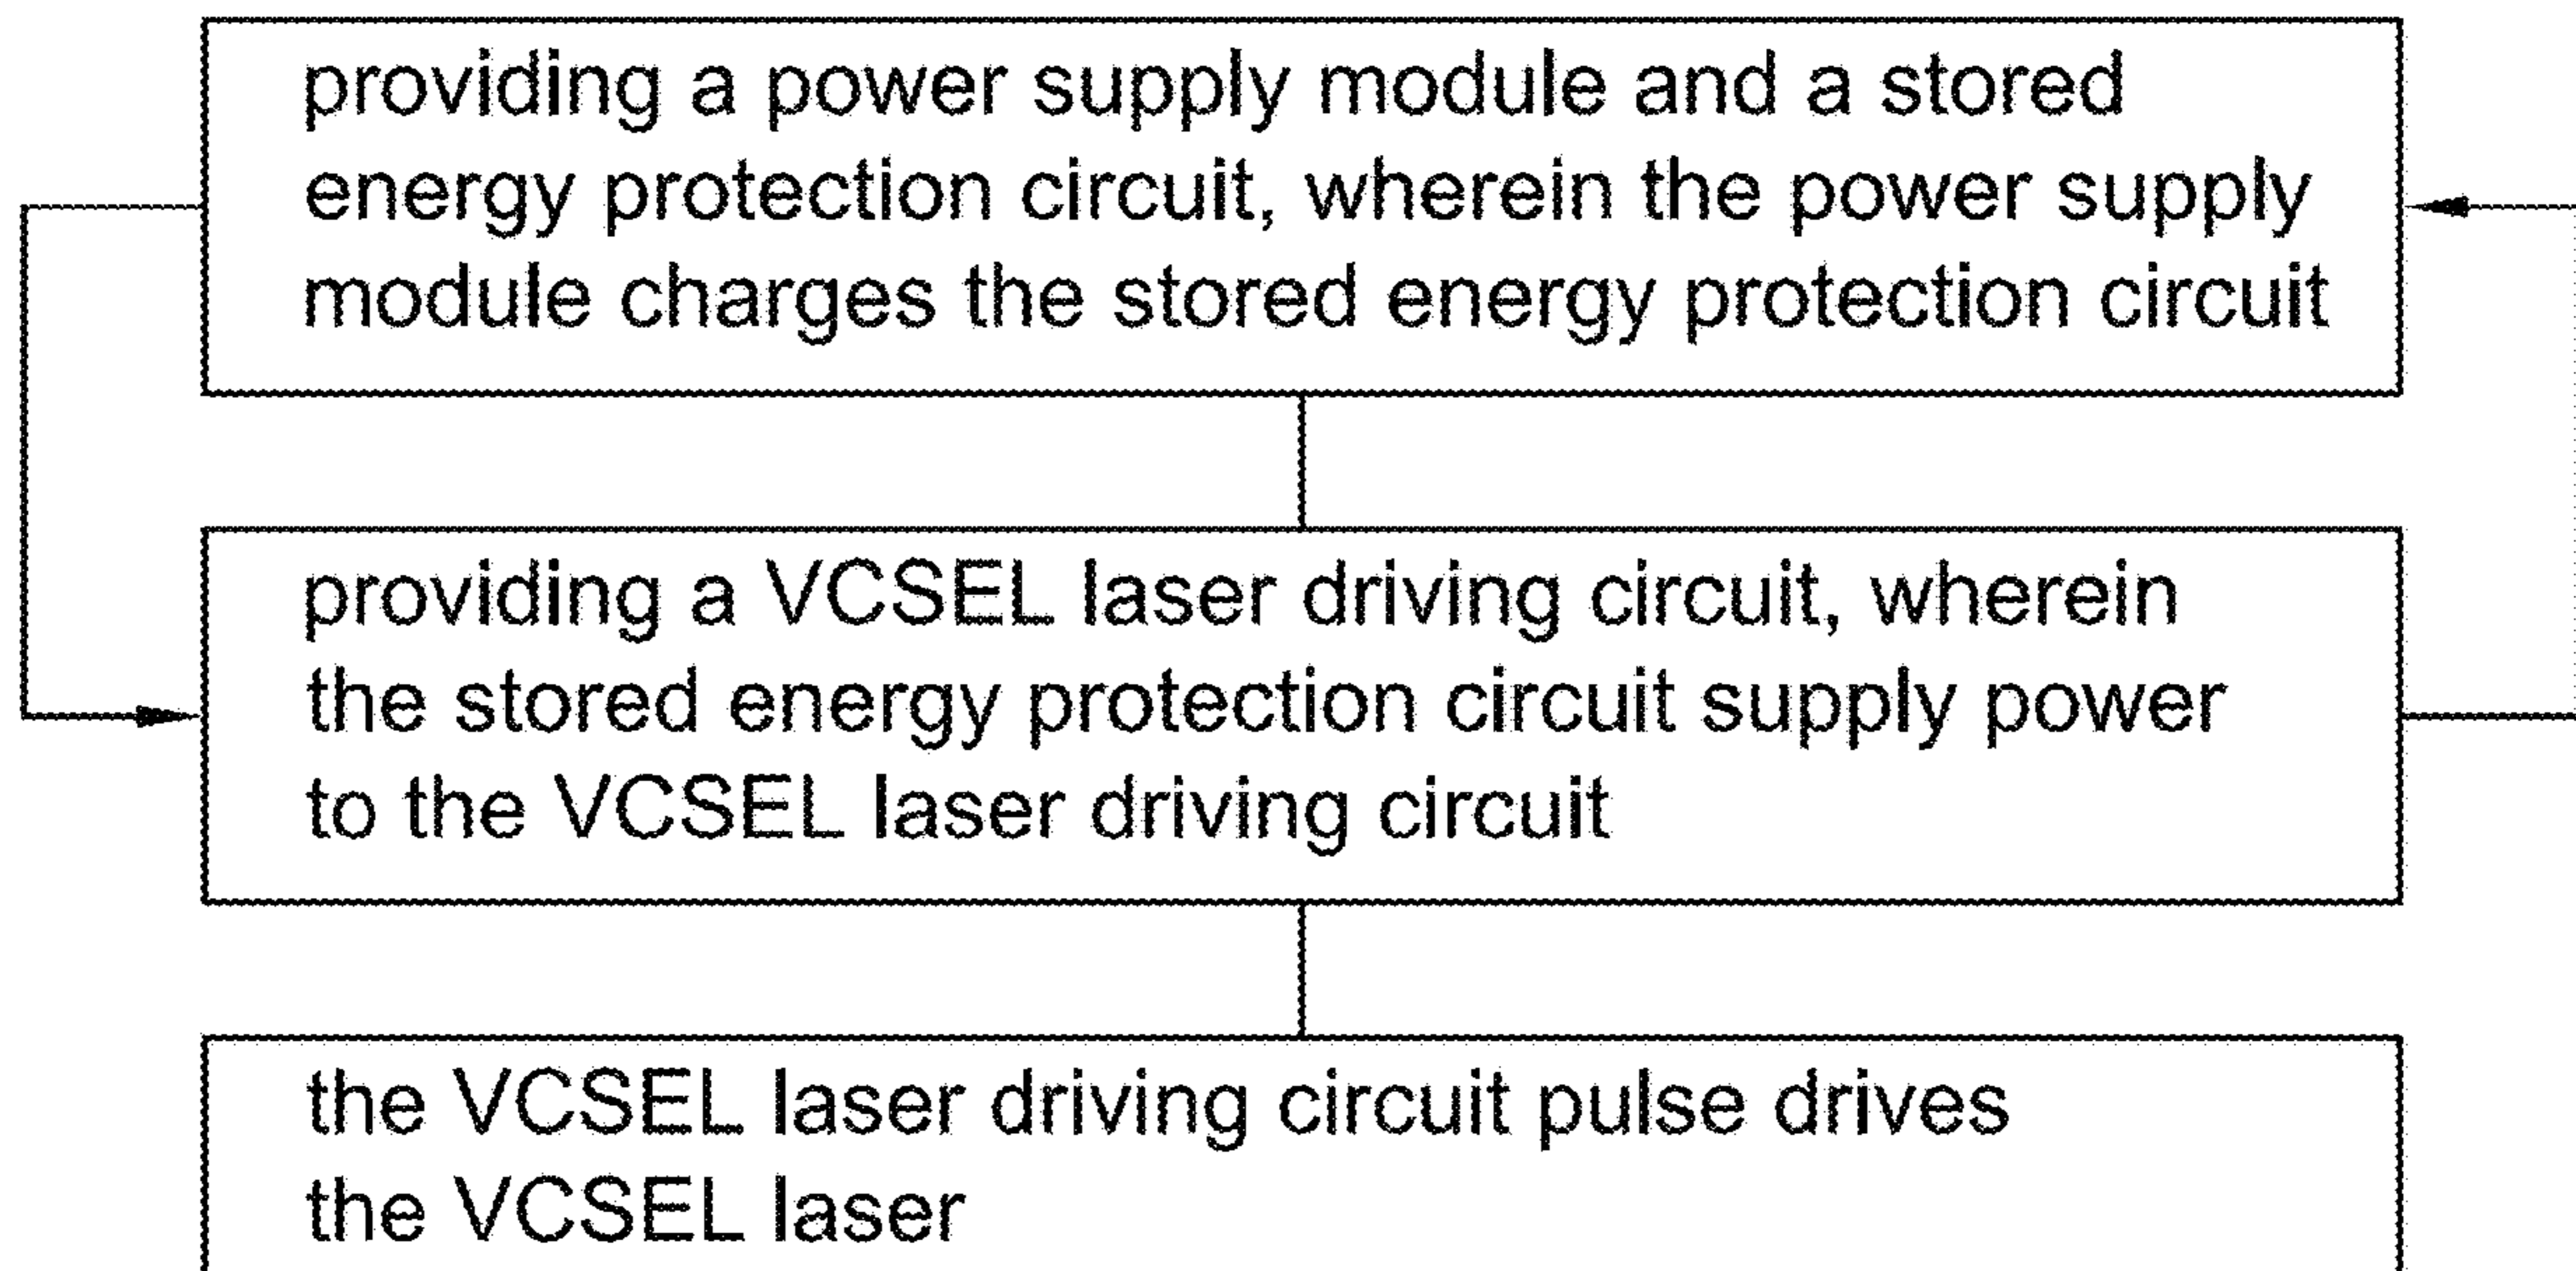 providing a power supply module and a stored
energy protection circuit, wherein the power supply
module charges the stored energy protection circuit
providing a VCSEL laser driving circuit, wherein
the stored energy protection circuit supply power
to the VCSEL laser driving circuit
the VCSEL laser driving circuit pulse drives
the VCSEL laser